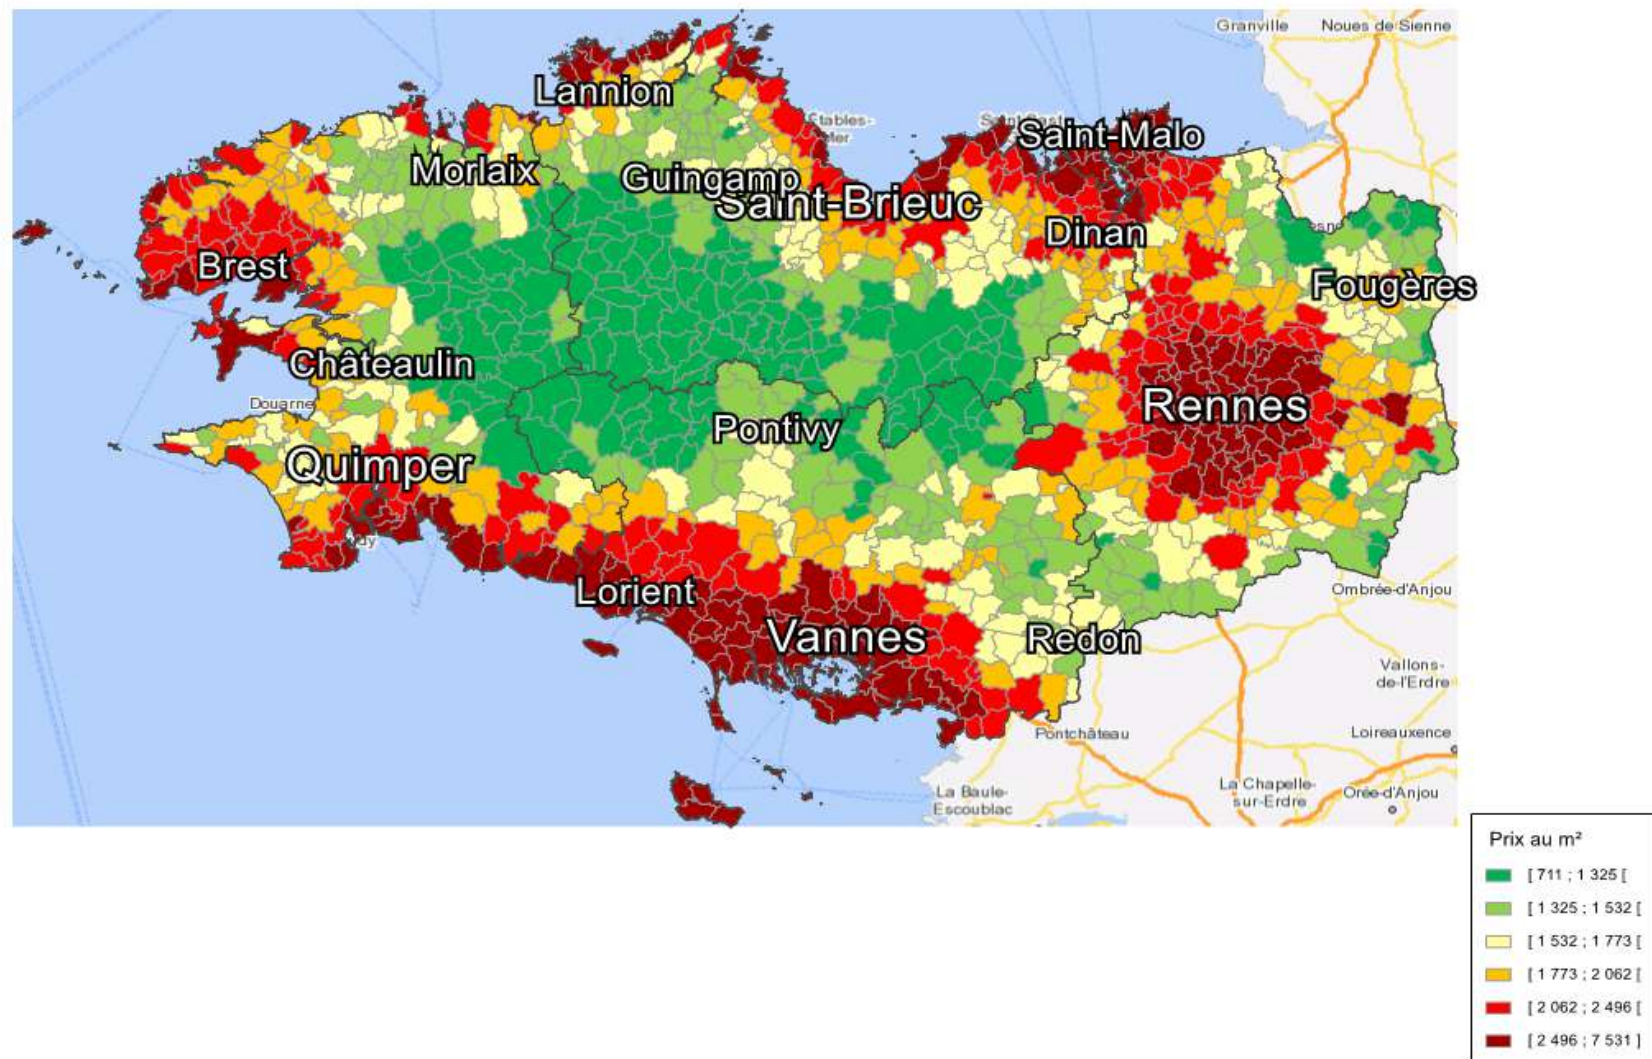 Granville
Noues de Sienne
Lannion
Étables-
Mer
Saint-Malo
Morlaix
Guingamp
Saint-Brieuc
Dinan
Brest
Fougères
Châteaulin
Douarne
Rennes
Pontivy
Quimper
Lorient
Ombrée-d'Anjou
Vannes
Redon
Vallons-
de-l'Erdre
Pontchâteau
Loireauxence
La Baule-
Escoublac
La Chapelle-
sur-Erdre
Orée-d'Anjou
Prix au m²
[ 711 ; 1 325 [
[ 1 325 ; 1 532 [
[ 1 532 ; 1 773 [
[ 1 773 ; 2 062 [
[ 2 062 ; 2 496 [
[ 2 496 ; 7 531 ]